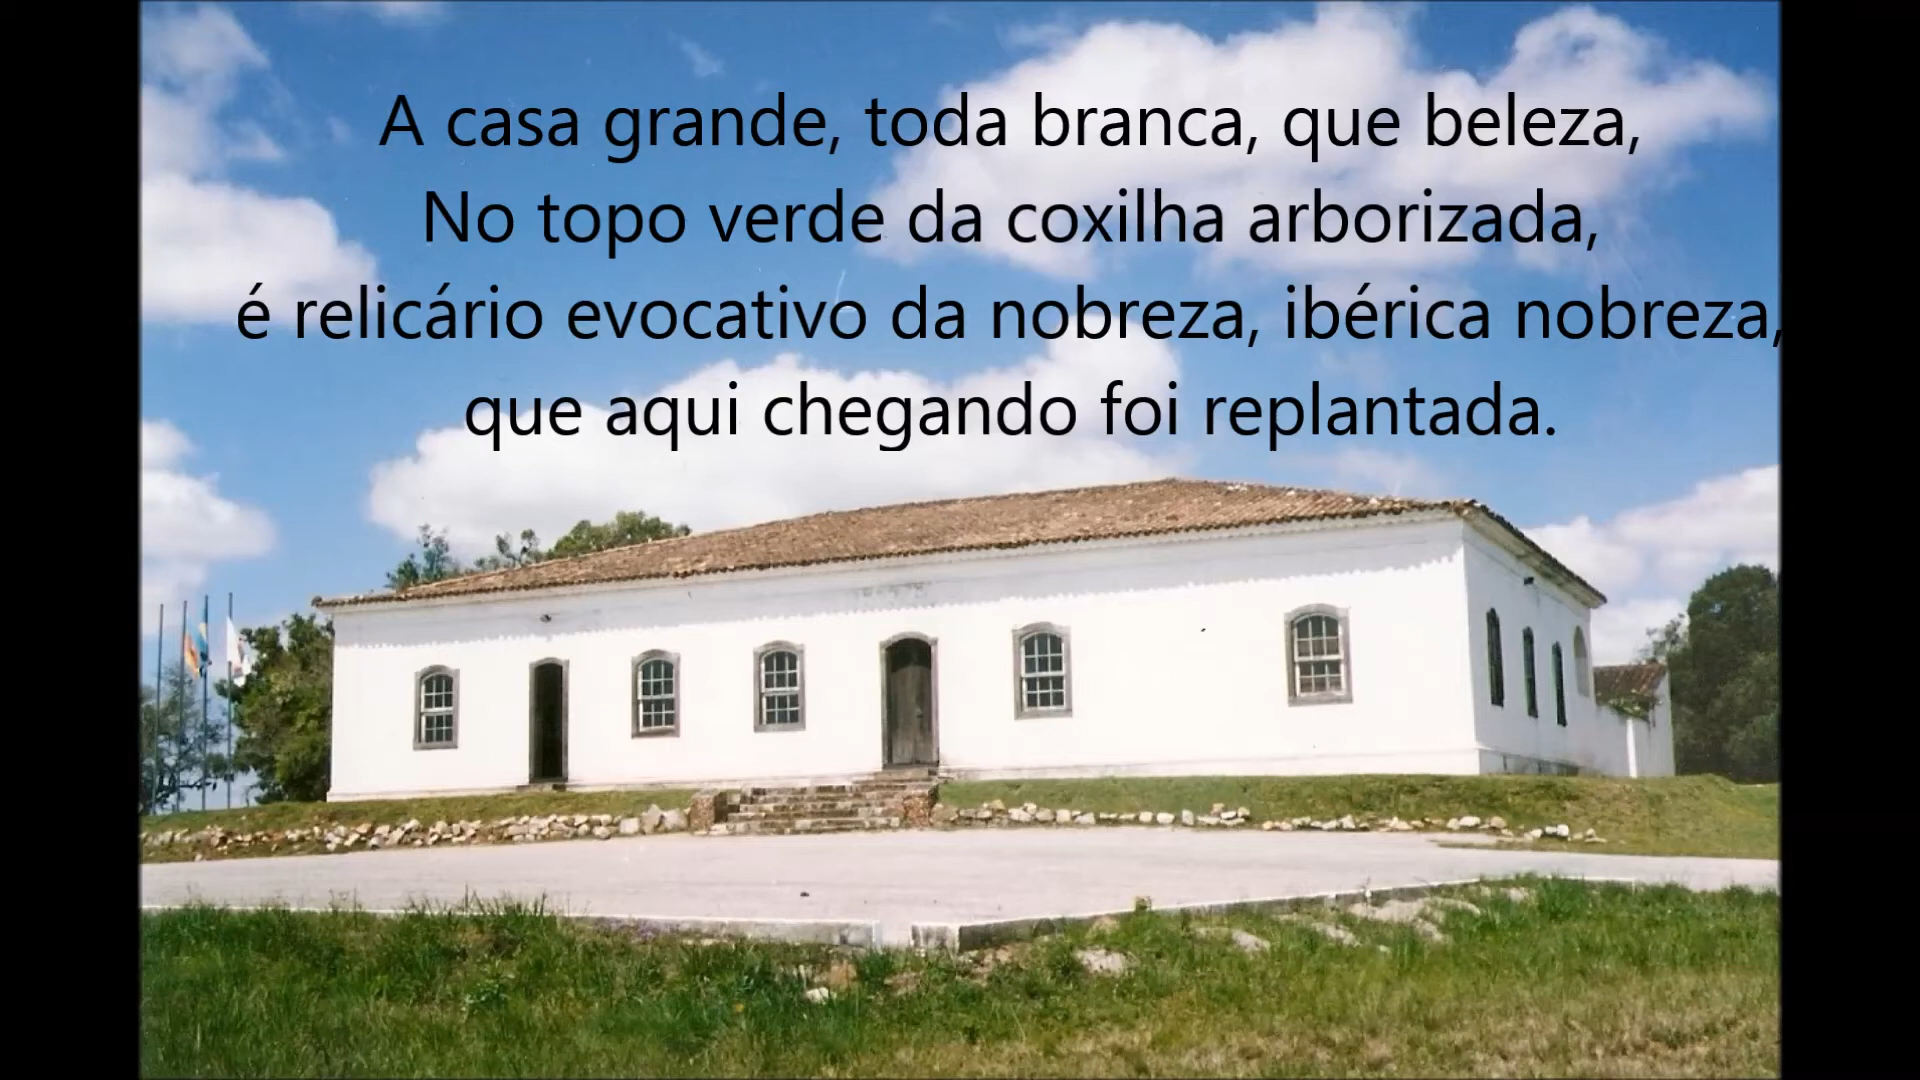 A casa grande, toda branca, que beleza,
No topo verde da coxilha arborizada,
é relicário evocativo da nobreza, ibérica nobreza,
que aqui chegando foi replantada.